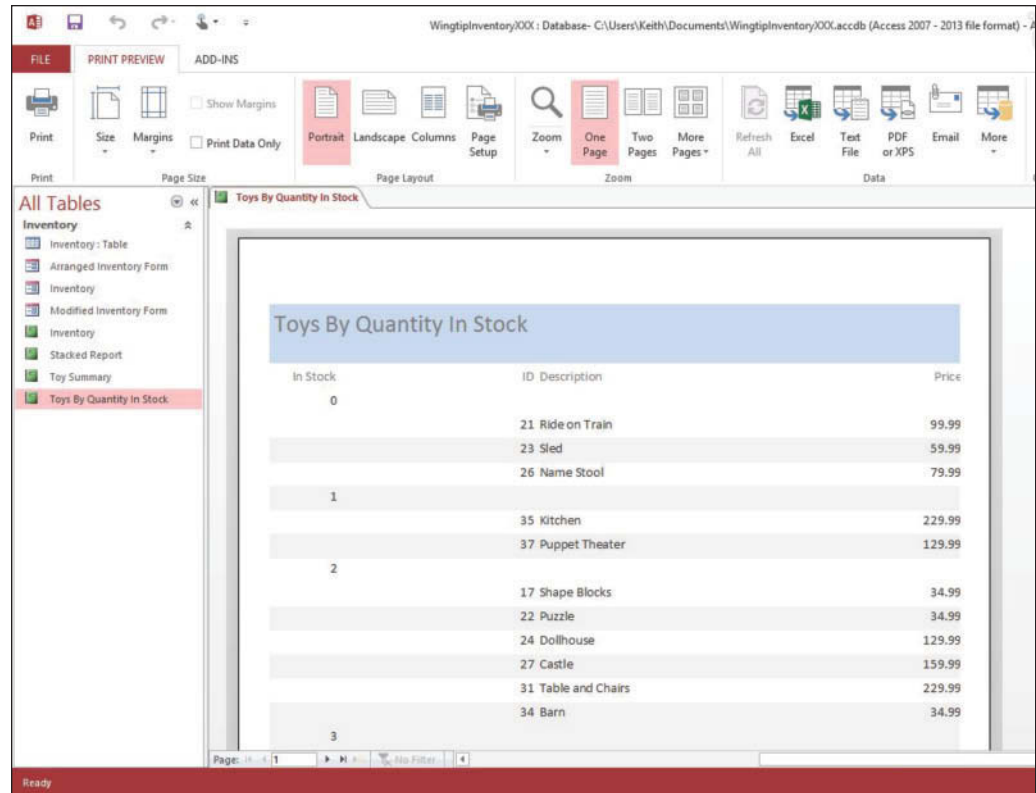 WingtipInventoryXXX : Database- C:\Users\Keith\Documents\WingtipInventoryXXX.accdb (Access 2007 - 2013 file format) - A
FILE PRINT PREVIEW ADD-INS
Print
Size
Margins
Show Margins
Print Data Only
Portrait
Landscape
Columns
Page Setup
Zoom
One Page
Two Pages
More Pages
Refresh All
Excel
Text File
PDF or XPS
Email
More
Print Page Size Page Layout Zoom Data
All Tables
Inventory
Inventory : Table
Arranged Inventory Form
Inventory
Modified Inventory Form
Inventory
Stacked Report
Toy Summary
Toys By Quantity In Stock
Toys By Quantity In Stock
Toys By Quantity In Stock
In Stock ID Description Price
0
21 Ride on Train 99.99
23 Sled 59.99
26 Name Stool 79.99
1
35 Kitchen 229.99
37 Puppet Theater 129.99
2
17 Shape Blocks 34.99
22 Puzzle 34.99
24 Dollhouse 129.99
27 Castle 159.99
31 Table and Chairs 229.99
34 Barn 34.99
3
Page: 1 No Filter
Ready